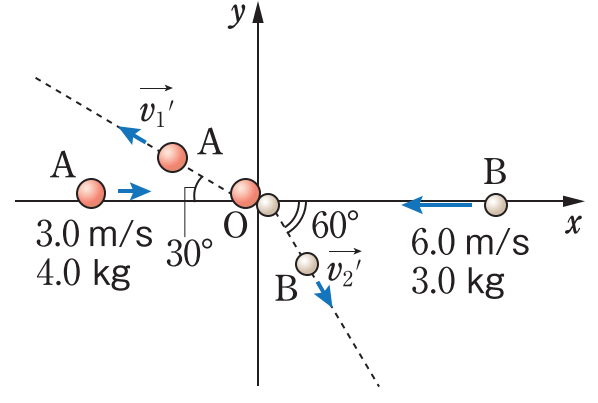 y
v₁′
A
A
B
O
60°
x
3.0 m/s
4.0 kg
30°
B
v₂′
6.0 m/s
3.0 kg